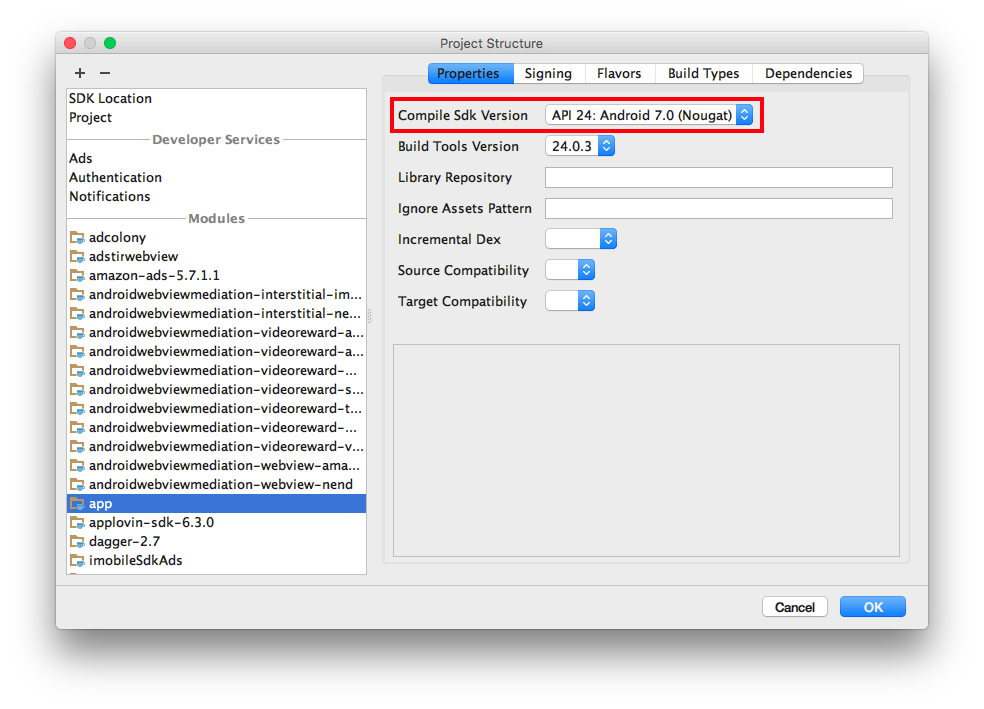 Project Structure
+ −
SDK Location
Project
Developer Services
Ads
Authentication
Notifications
Modules
adcolony
adstirwebview
amazon-ads-5.7.1.1
androidwebviewmediation-interstitial-im...
androidwebviewmediation-interstitial-ne...
androidwebviewmediation-videoreward-a...
androidwebviewmediation-videoreward-a...
androidwebviewmediation-videoreward-...
androidwebviewmediation-videoreward-s...
androidwebviewmediation-videoreward-t...
androidwebviewmediation-videoreward-...
androidwebviewmediation-videoreward-v...
androidwebviewmediation-webview-ama...
androidwebviewmediation-webview-nend
app
applovin-sdk-6.3.0
dagger-2.7
imobileSdkAds
Properties Signing Flavors Build Types Dependencies
Compile Sdk Version API 24: Android 7.0 (Nougat)
Build Tools Version 24.0.3
Library Repository
Ignore Assets Pattern
Incremental Dex
Source Compatibility
Target Compatibility
Cancel OK